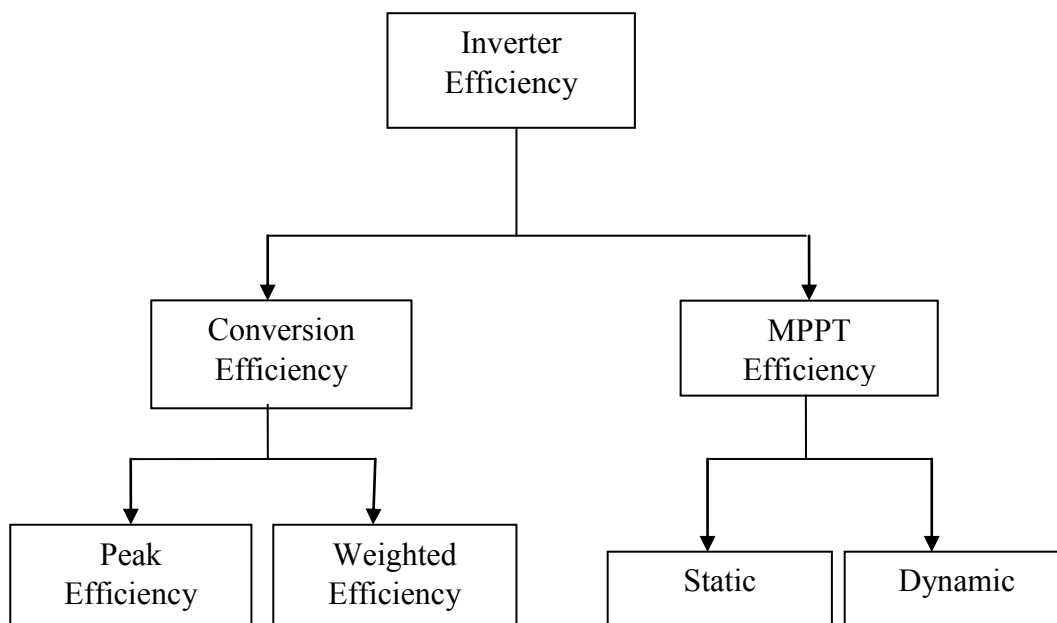 Inverter
Efficiency
Conversion
Efficiency
MPPT
Efficiency
Peak
Efficiency
Weighted
Efficiency
Static
Dynamic